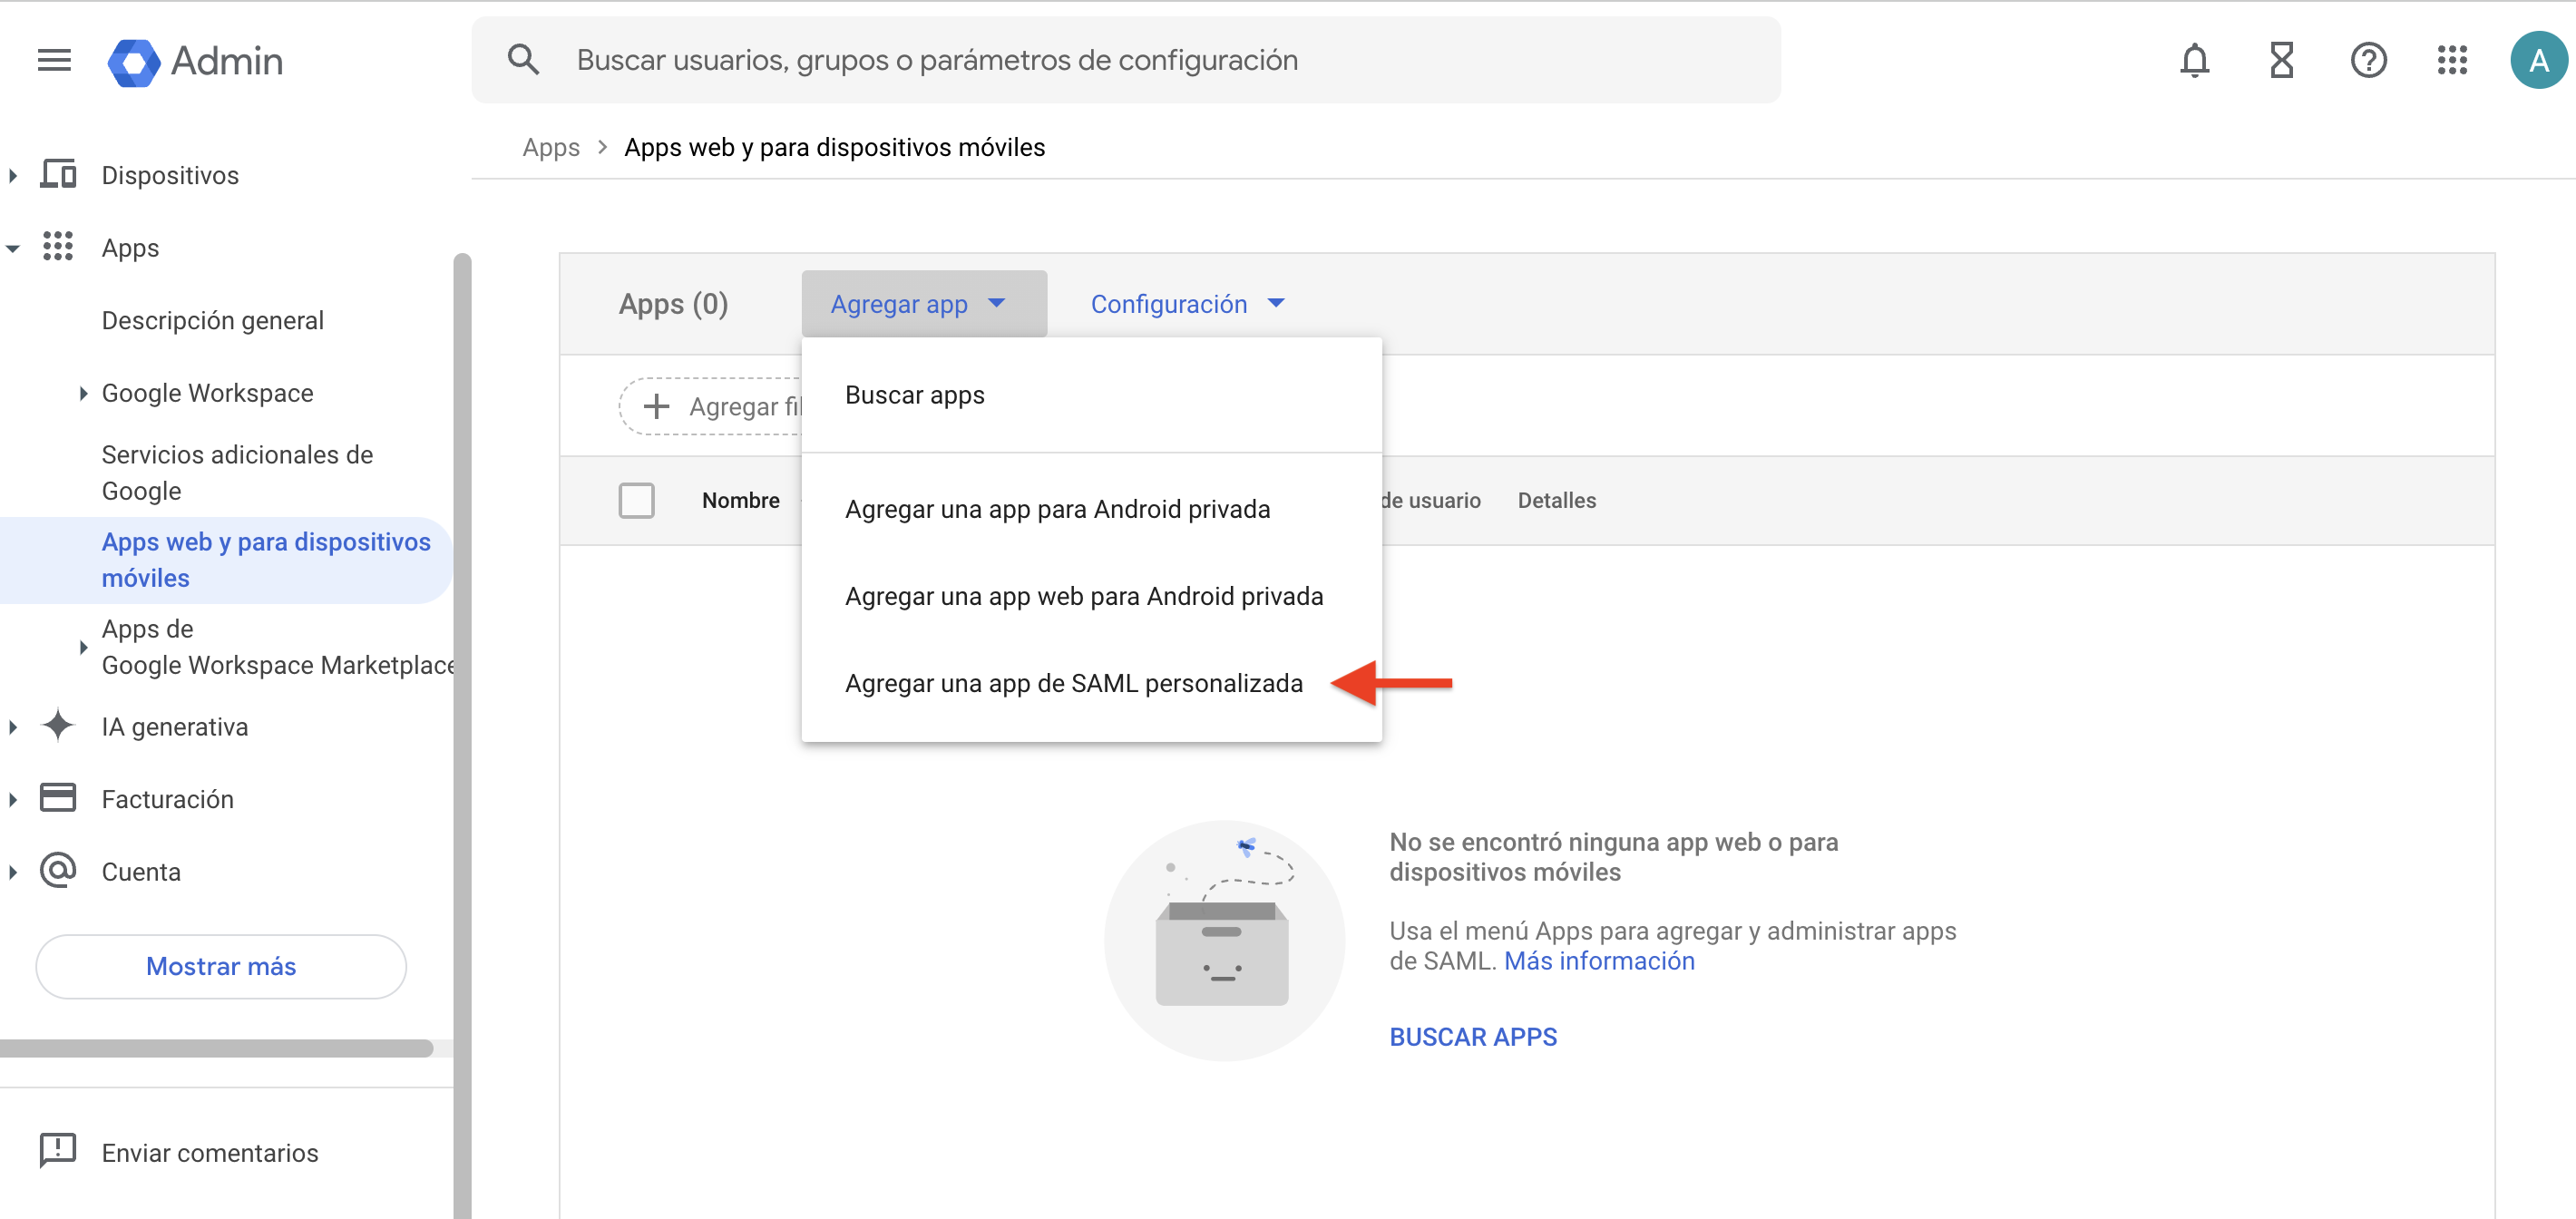 Admin
Buscar usuarios, grupos o parámetros de configuración
A
Apps > Apps web y para dispositivos móviles
Dispositivos
Apps
Descripción general
Google Workspace
Servicios adicionales de
Google
Apps web y para dispositivos
móviles
Apps de
Google Workspace Marketplace
IA generativa
Facturación
Cuenta
Mostrar más
Enviar comentarios
Apps (0)
Agregar app
Configuración
Agregar fil
Buscar apps
Agregar una app para Android privada
Agregar una app web para Android privada
Agregar una app de SAML personalizada
Nombre
de usuario
Detalles
No se encontró ninguna app web o para
dispositivos móviles
Usa el menú Apps para agregar y administrar apps
de SAML. Más información
BUSCAR APPS